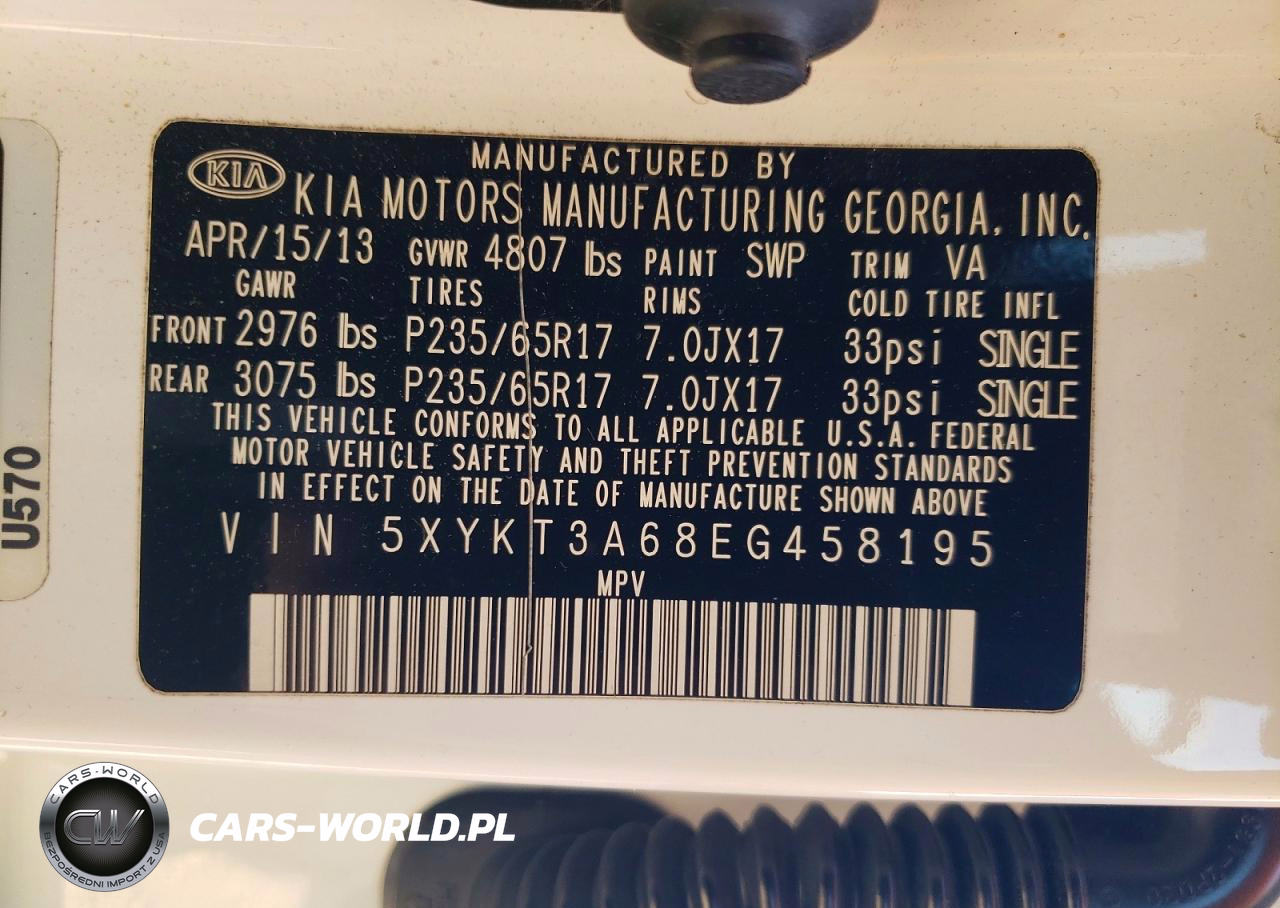 MANUFACTURED BY
KIA KIA MOTORS MANUFACTURING GEORGIA, INC.
APR/15/13 GVWR 4807 lbs PAINT SWP TRIM VA
GAWR TIRES RIMS COLD TIRE INFL
FRONT 2976 lbs P235/65R17 7.0JX17 33psi SINGLE
REAR 3075 lbs P235/65R17 7.0JX17 33psi SINGLE
THIS VEHICLE CONFORMS TO ALL APPLICABLE U.S.A. FEDERAL
MOTOR VEHICLE SAFETY AND THEFT PREVENTION STANDARDS
IN EFFECT ON THE DATE OF MANUFACTURE SHOWN ABOVE
VIN 5XYKT3A68EG458195
MPV
U570
CARS-WORLD
CW
BEZPOŚREDNI IMPORT Z USA
CARS-WORLD.PL